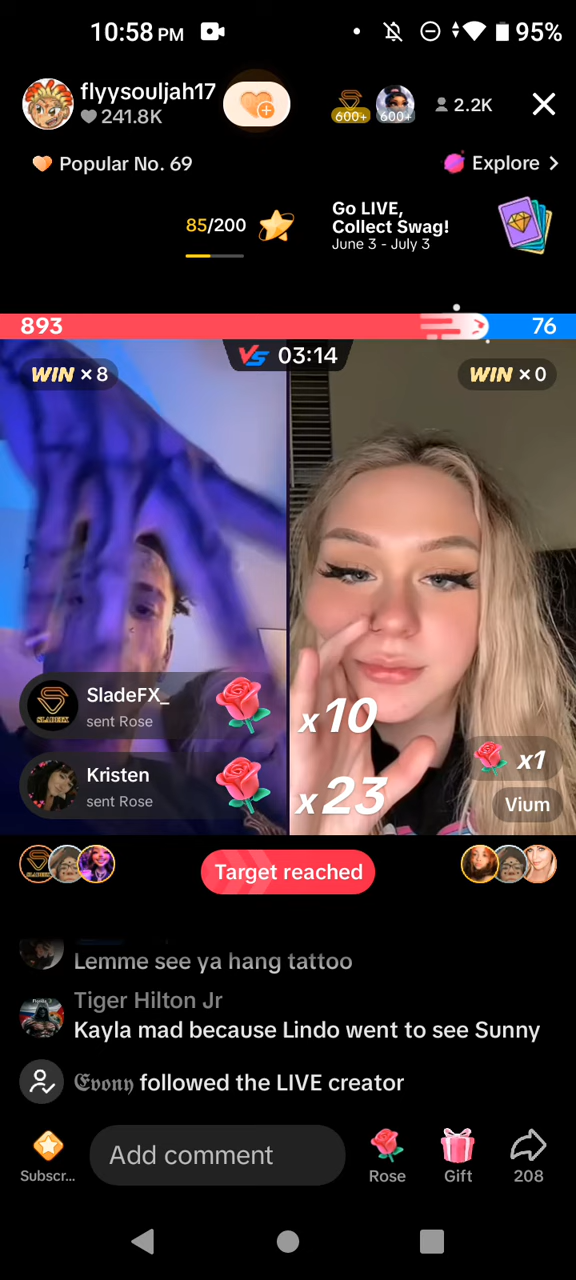 10:58 PM
95%
flyysouljah17
241.8K
600+
600+
2.2K
Popular No. 69
Explore >
85/200
Go LIVE,
Collect Swag!
June 3 - July 3
893
76
VS 03:14
WIN × 8
WIN × 0
SladeFX_
sent Rose
x10
Kristen
sent Rose
x23
x1
Vium
Target reached
Lemme see ya hang tattoo
Tiger Hilton Jr
Kayla mad because Lindo went to see Sunny
𝕰𝖛𝖔𝖓𝖞 followed the LIVE creator
Subscr...
Add comment
Rose
Gift
208